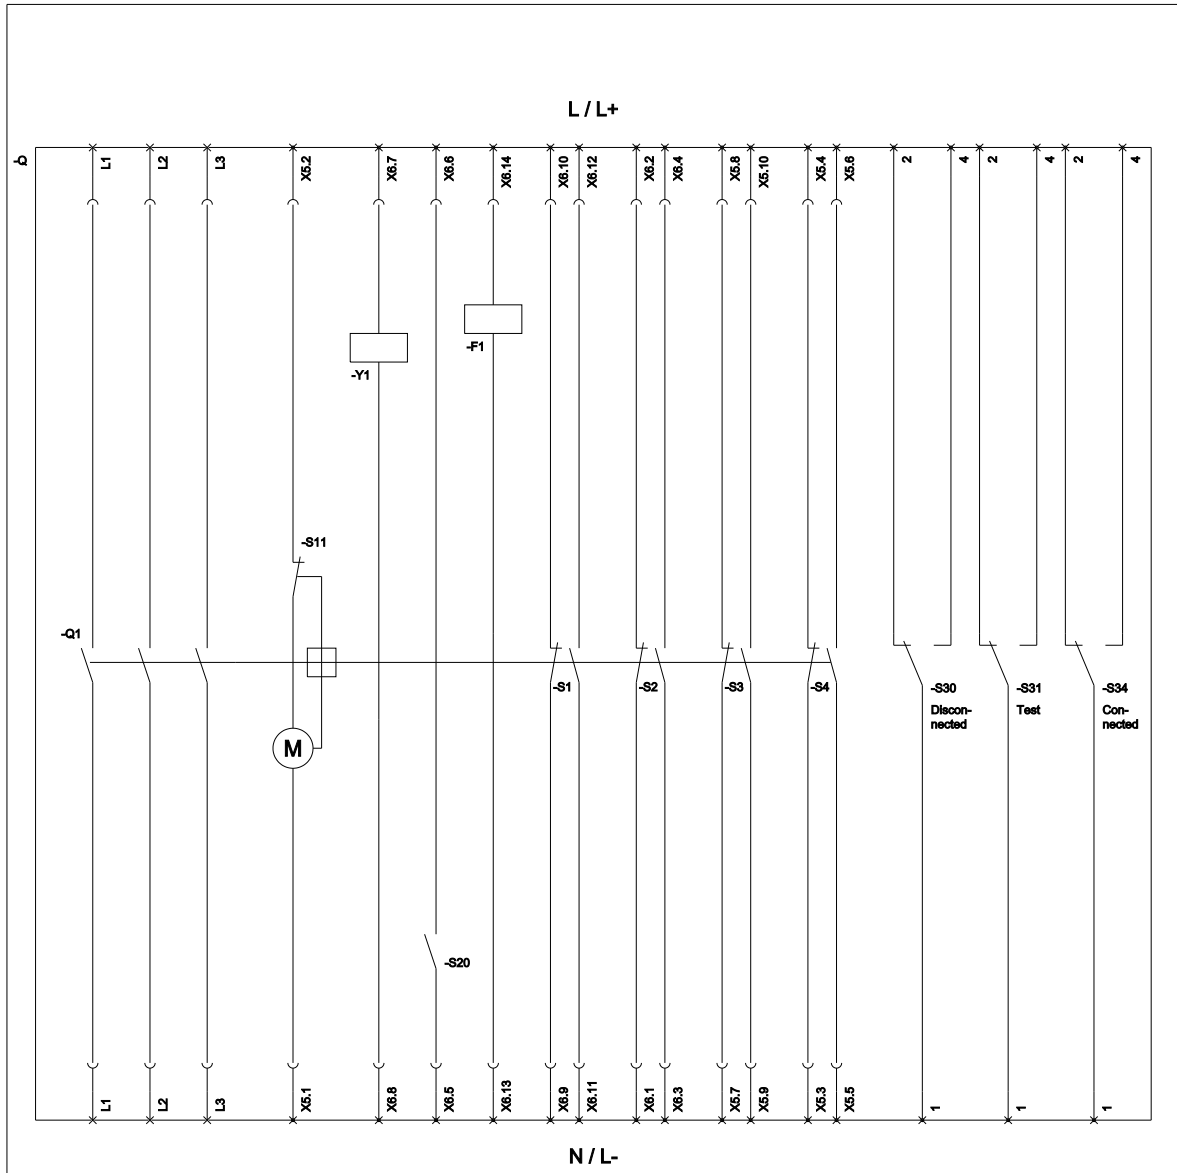 L / L+
-Q
L1
L2
L3
X5.2
X6.7
X6.6
X6.14
X6.10
X6.12
X6.2
X6.4
X5.8
X5.10
X5.4
X5.6
2
4
2
4
2
4
-F1
-Y1
-S11
-Q1
-S1
-S2
-S3
-S4
-S30
Discon-
nected
-S31
Test
-S34
Con-
nected
M
-S20
L1
L2
L3
X5.1
X6.8
X6.5
X6.13
X6.9
X6.11
X6.1
X6.3
X5.7
X5.9
X5.3
X5.5
1
1
1
N / L-